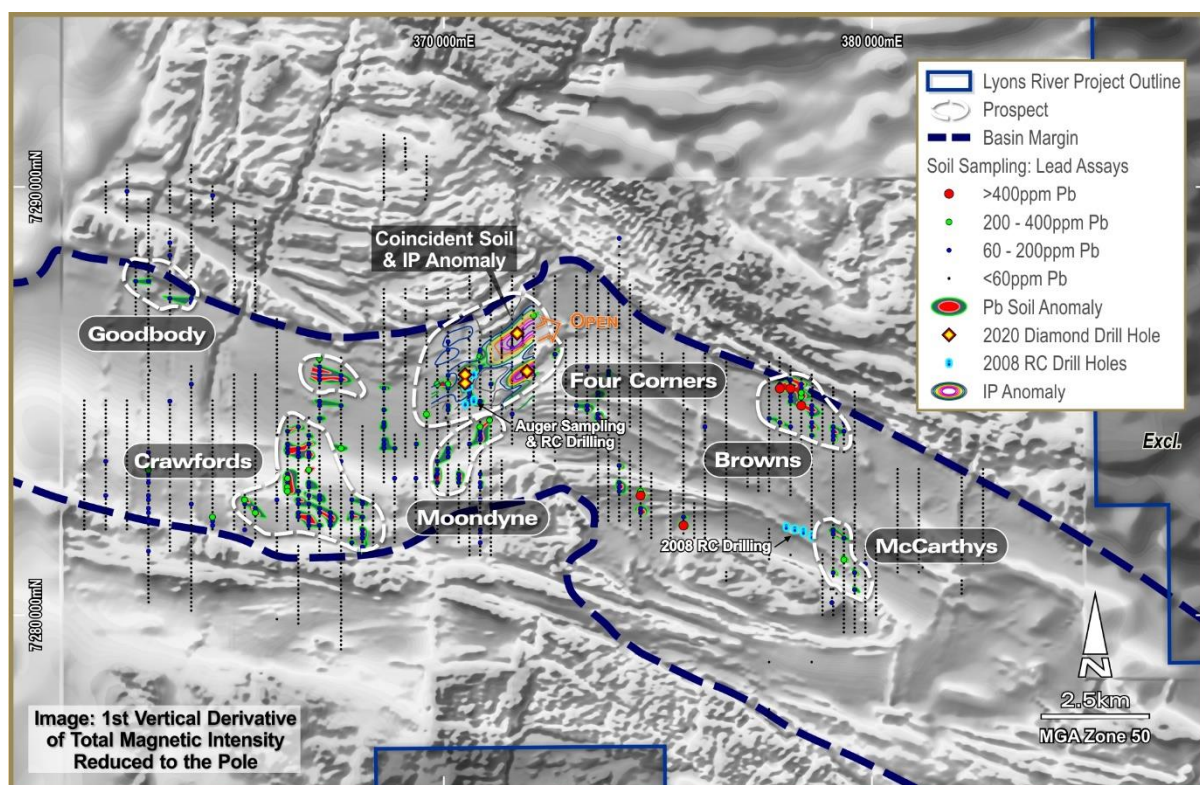 370 000mE
380 000mE
7 290 000mN
7 280 000mN
Lyons River Project Outline
Prospect
Basin Margin
Soil Sampling: Lead Assays
>400ppm Pb
200 - 400ppm Pb
60 - 200ppm Pb
<60ppm Pb
Pb Soil Anomaly
2020 Diamond Drill Hole
2008 RC Drill Holes
IP Anomaly
Coincident Soil
& IP Anomaly
Goodbody
OPEN
Four Corners
Auger Sampling
& RC Drilling
Excl.
Crawfords
Browns
Moondyne
2008 RC Drilling
McCarthys
N
2.5km
MGA Zone 50
Image: 1st Vertical Derivative
of Total Magnetic Intensity
Reduced to the Pole